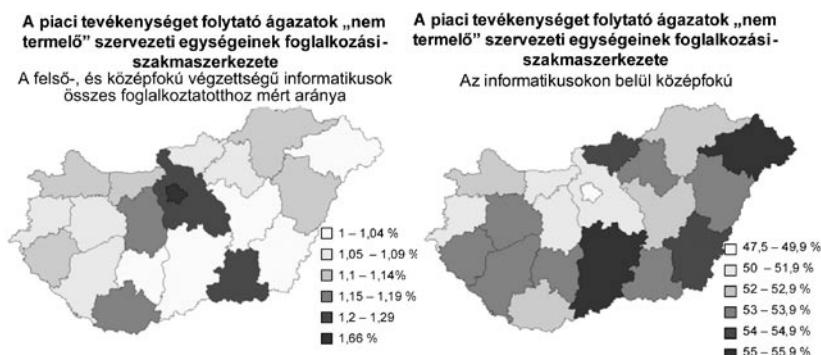 A piaci tevékenységet folytató ágazatok „nem
termelő” szervezeti egységeinek foglalkozási-
szakmaszerkezete
A felső-, és középfokú végzettségű informatikusok
összes foglalkoztatotthoz mért aránya
1 – 1,04 %
1,05 – 1,09 %
1,1 – 1,14%
1,15 – 1,19 %
1,2 – 1,29
1,66 %
A piaci tevékenységet folytató ágazatok „nem
termelő” szervezeti egységeinek foglalkozási-
szakmaszerkezete
Az informatikusokon belül középfokú
47,5 – 49,9 %
50 – 51,9 %
52 – 52,9 %
53 – 53,9 %
54 – 54,9 %
55 – 55,9 %